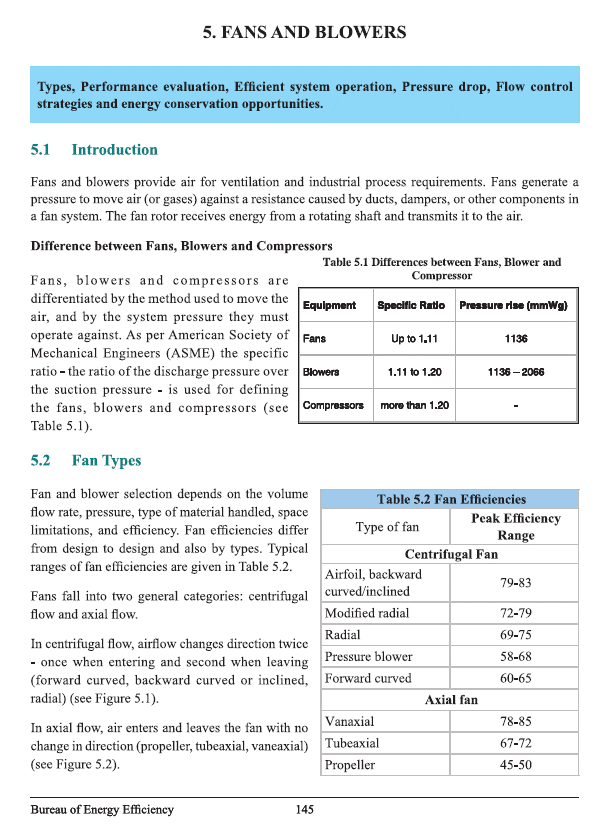 5. FANS AND BLOWERS
Types, Performance evaluation, Efficient system operation, Pressure drop, Flow control
strategies and energy conservation opportunities.
5.1 Introduction
Fans and blowers provide air for ventilation and industrial process requirements. Fans generate a
pressure to move air (or gases) against a resistance caused by ducts, dampers, or other components in
a fan system. The fan rotor receives energy from a rotating shaft and transmits it to the air.
Difference between Fans, Blowers and Compressors
Fans, blowers and compressors are
differentiated by the method used to move the
air, and by the system pressure they must
operate against. As per American Society of
Mechanical Engineers (ASME) the specific
ratio - the ratio of the discharge pressure over
the suction pressure - is used for defining
the fans, blowers and compressors (see
Table 5.1).
Table 5.1 Differences between Fans, Blower and
Compressor
Equipment Specific Ratio Pressure rise (mmWg)
Fans Up to 1.11 1136
Blowers 1.11 to 1.20 1136 – 2066
Compressors more than 1.20 -
5.2 Fan Types
Fan and blower selection depends on the volume
flow rate, pressure, type of material handled, space
limitations, and efficiency. Fan efficiencies differ
from design to design and also by types. Typical
ranges of fan efficiencies are given in Table 5.2.
Fans fall into two general categories: centrifugal
flow and axial flow.
In centrifugal flow, airflow changes direction twice
- once when entering and second when leaving
(forward curved, backward curved or inclined,
radial) (see Figure 5.1).
In axial flow, air enters and leaves the fan with no
change in direction (propeller, tubeaxial, vaneaxial)
(see Figure 5.2).
Table 5.2 Fan Efficiencies
Type of fan Peak Efficiency
Range
Centrifugal Fan
Airfoil, backward
curved/inclined 79-83
Modified radial 72-79
Radial 69-75
Pressure blower 58-68
Forward curved 60-65
Axial fan
Vanaxial 78-85
Tubeaxial 67-72
Propeller 45-50
Bureau of Energy Efficiency 145